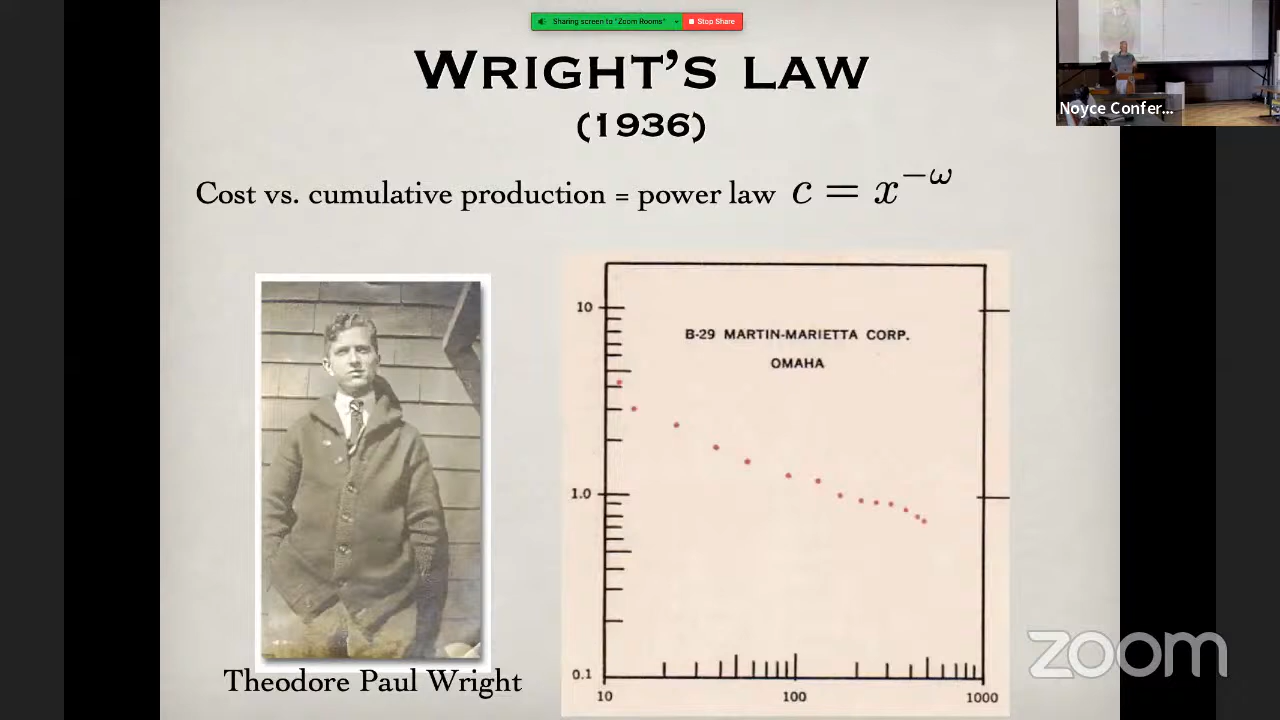 Sharing screen to "Zoom Rooms"
Stop Share
WRIGHT'S LAW
(1936)
Noyce Confer...
Cost vs. cumulative production = power law c = x^{-ω}
10
B-29 MARTIN-MARIETTA CORP.
OMAHA
1.0
0.1
10 100 1000
Theodore Paul Wright
zoom